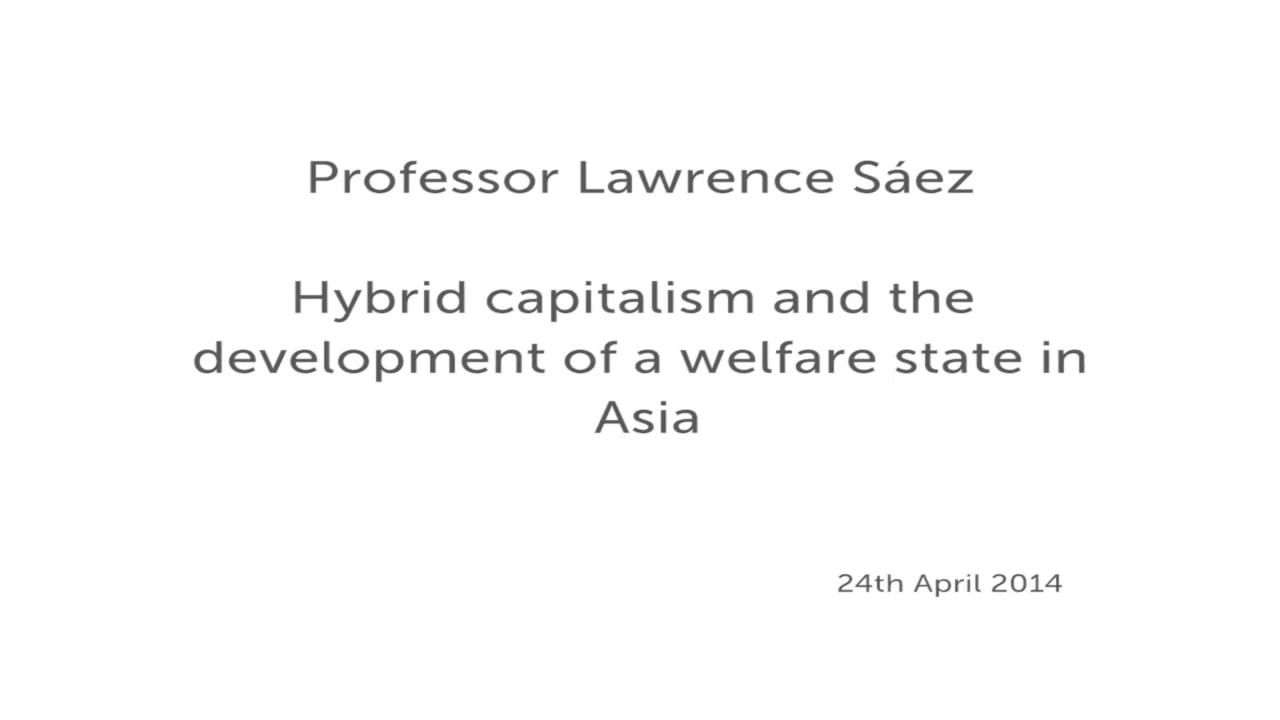 Professor Lawrence Sáez
Hybrid capitalism and the
development of a welfare state in
Asia
24th April 2014